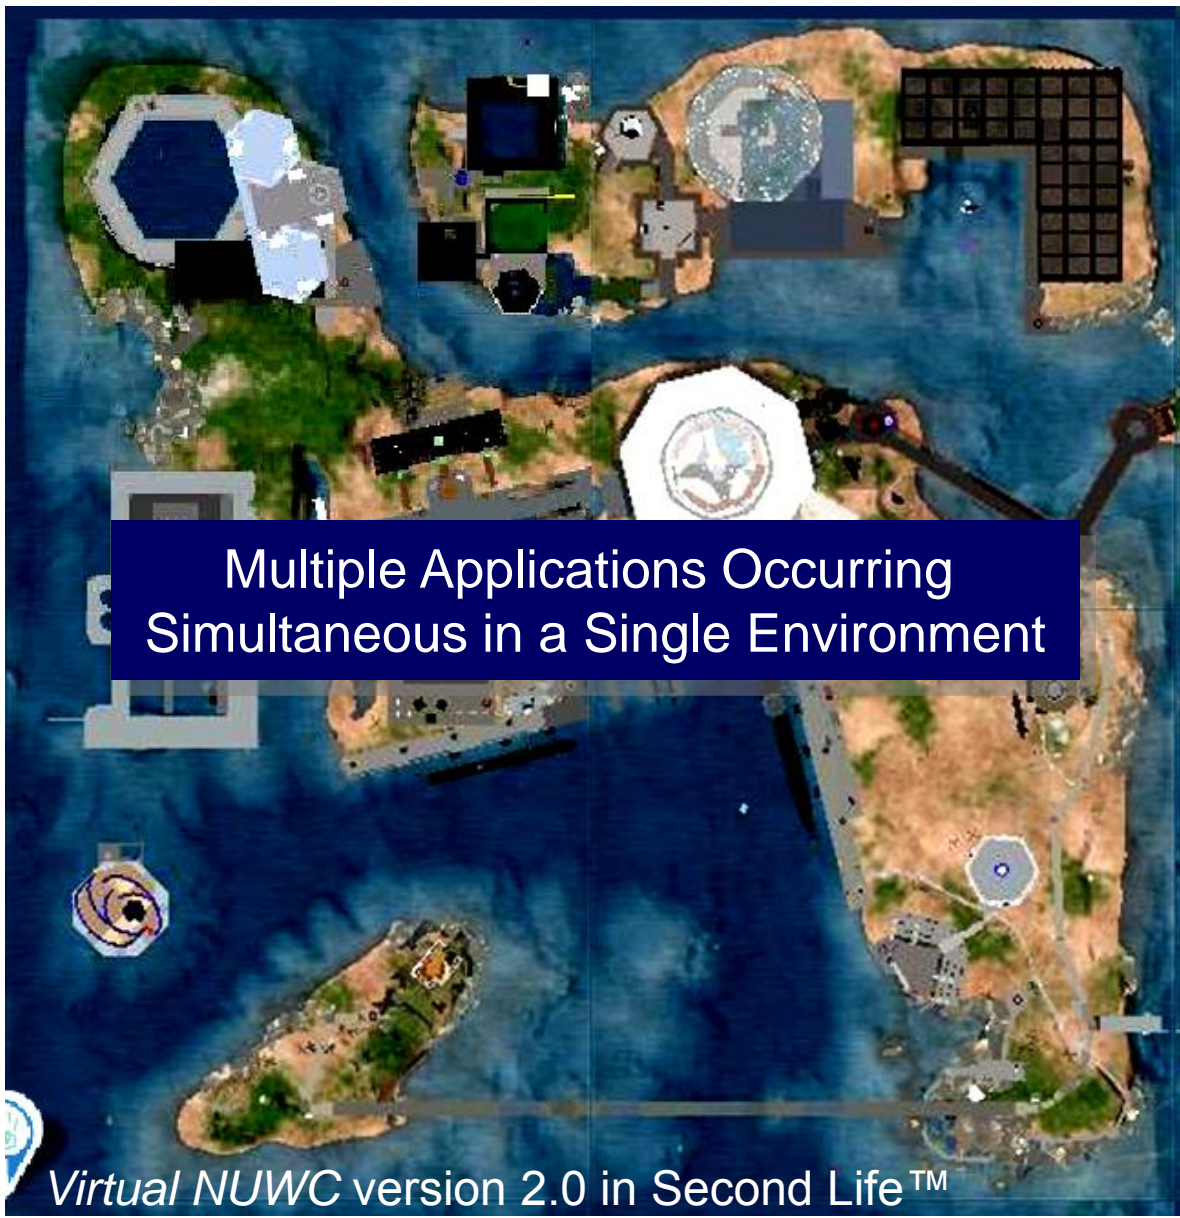 Multiple Applications Occurring
Simultaneous in a Single Environment
Virtual NUWC version 2.0 in Second Life™